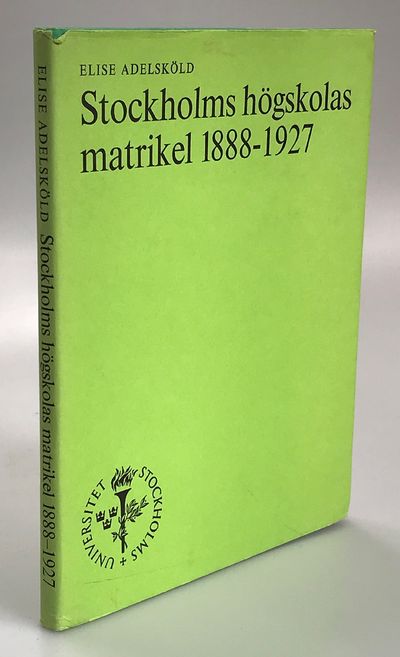 ELISE ADELSKÖLD
Stockholms högskolas
matrikel 1888-1927
ELISE ADELSKÖLD Stockholms högskolas matrikel 1888-1927
UNIVERSITET STOCKHOLMS +